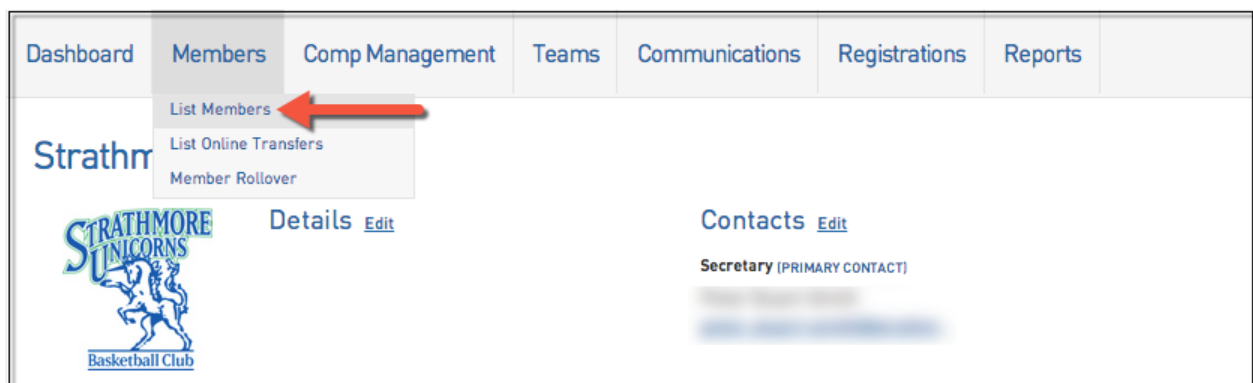 Dashboard Members Comp Management Teams Communications Registrations Reports
List Members
List Online Transfers
Member Rollover
STRATHMORE
UNICORNS
Basketball Club
Details Edit
Contacts Edit
Secretary (PRIMARY CONTACT)